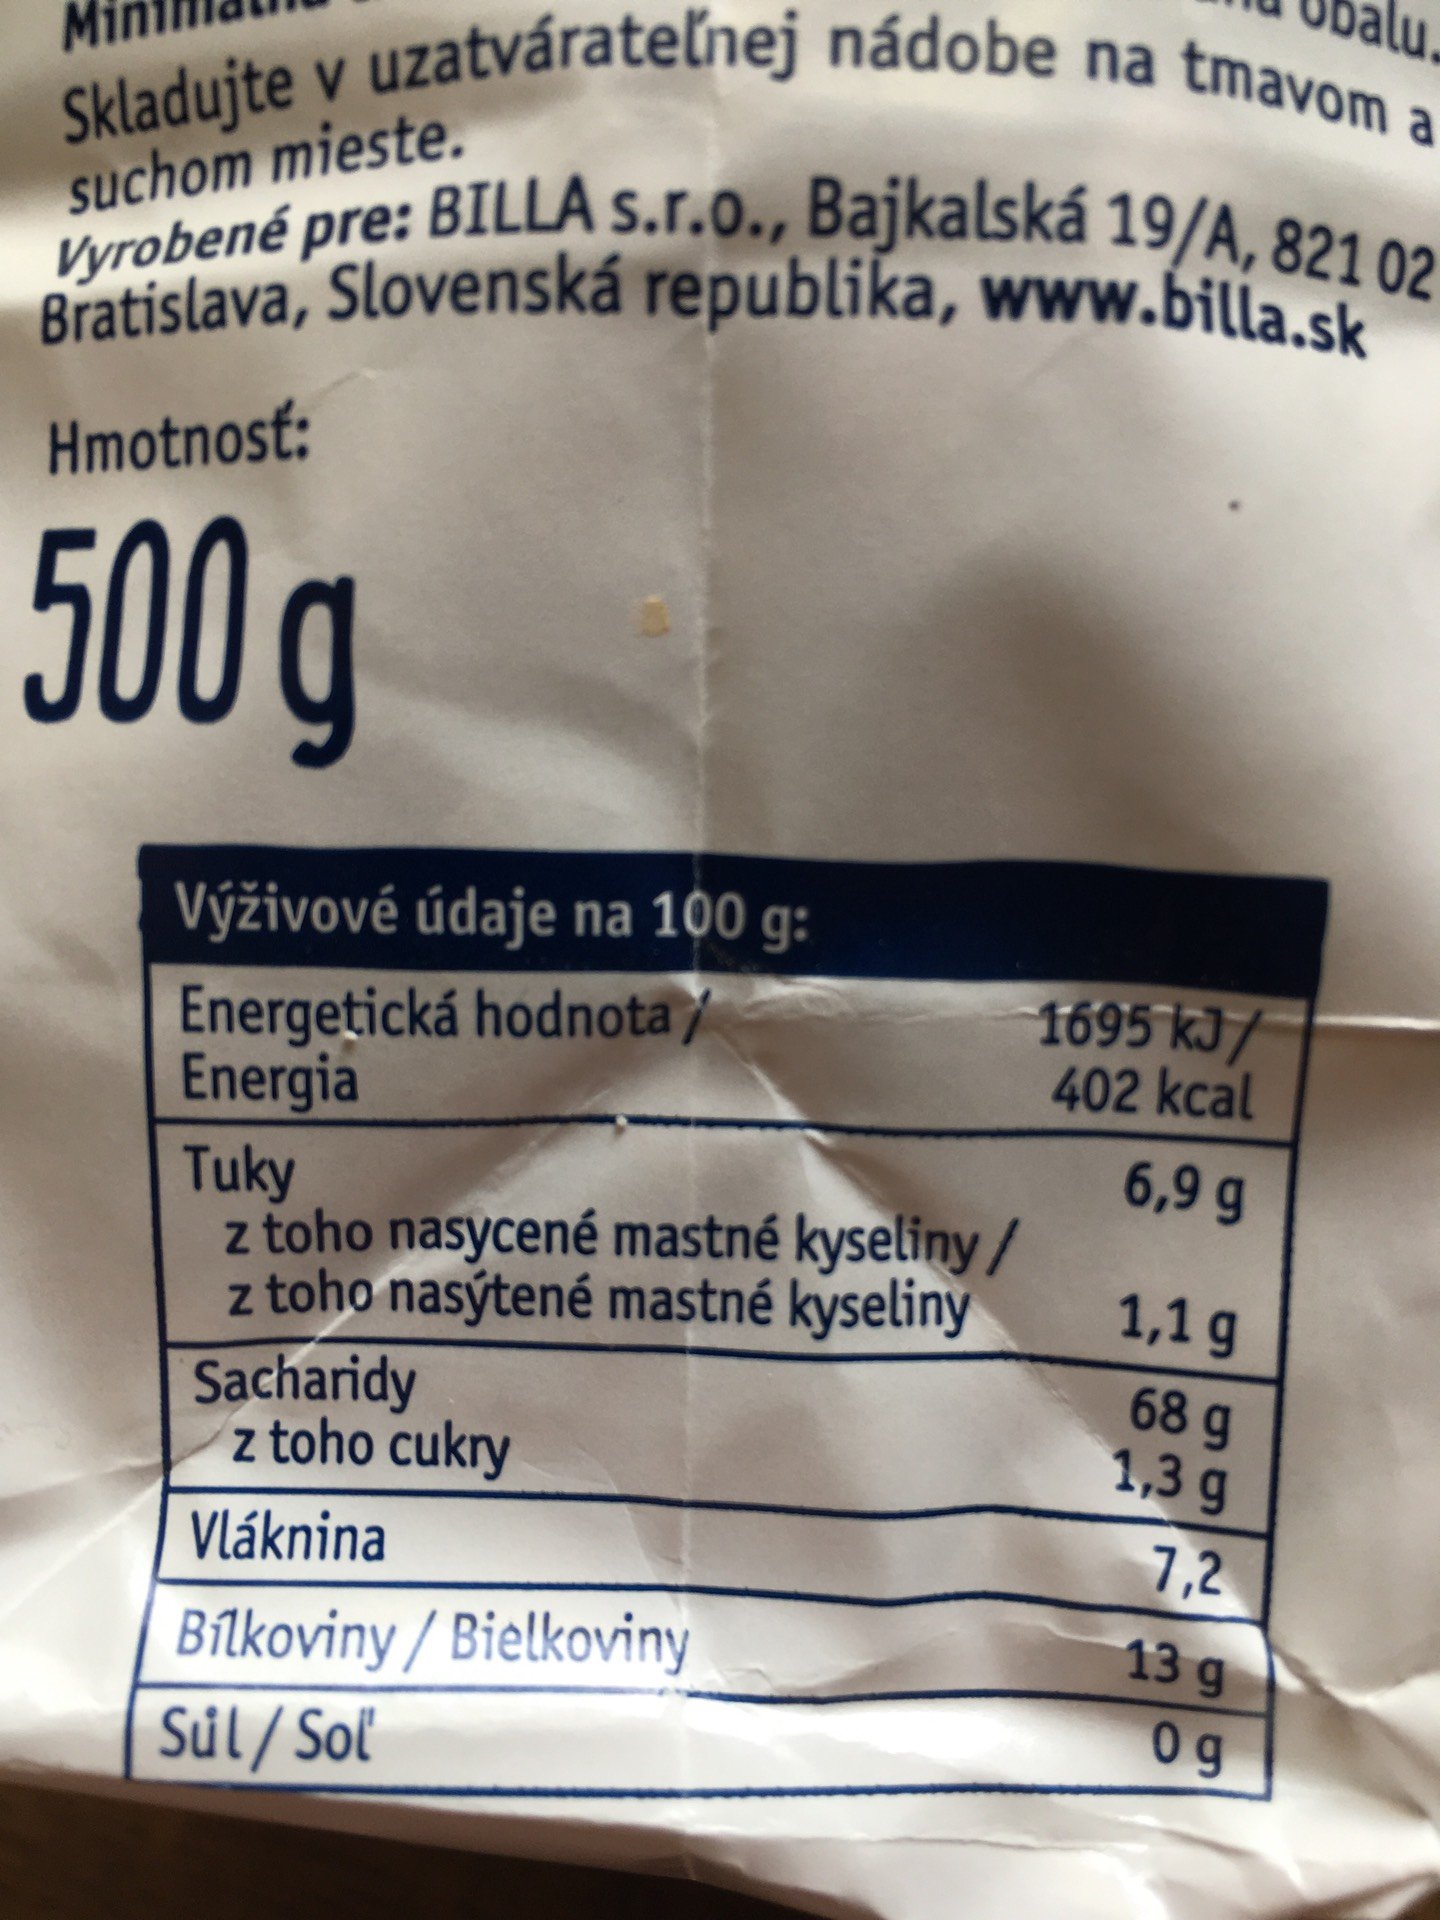 Skladujte v uzatvárateľnej nádobe na tmavom a
suchom mieste.
Vyrobené pre: BILLA s.r.o., Bajkalská 19/A, 821 02
Bratislava, Slovenská republika, www.billa.sk
Hmotnosť:
500 g
Výživové údaje na 100 g:
Energetická hodnota / 1695 kJ /
Energia 402 kcal
Tuky 6,9 g
z toho nasycené mastné kyseliny /
z toho nasýtené mastné kyseliny 1,1 g
Sacharidy 68 g
z toho cukry 1,3 g
Vláknina 7,2
Bílkoviny / Bielkoviny 13 g
Sůl / Soľ 0 g